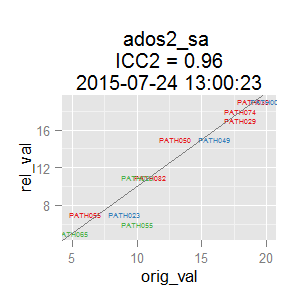 ados2_sa
ICC2 = 0.96
2015-07-24 13:00:23
rel_val
16
12
8
PATH074
PATH029
PATH050
PATH049
PATH082
PATH055
PATH023
PATH055
5
10
15
20
orig_val